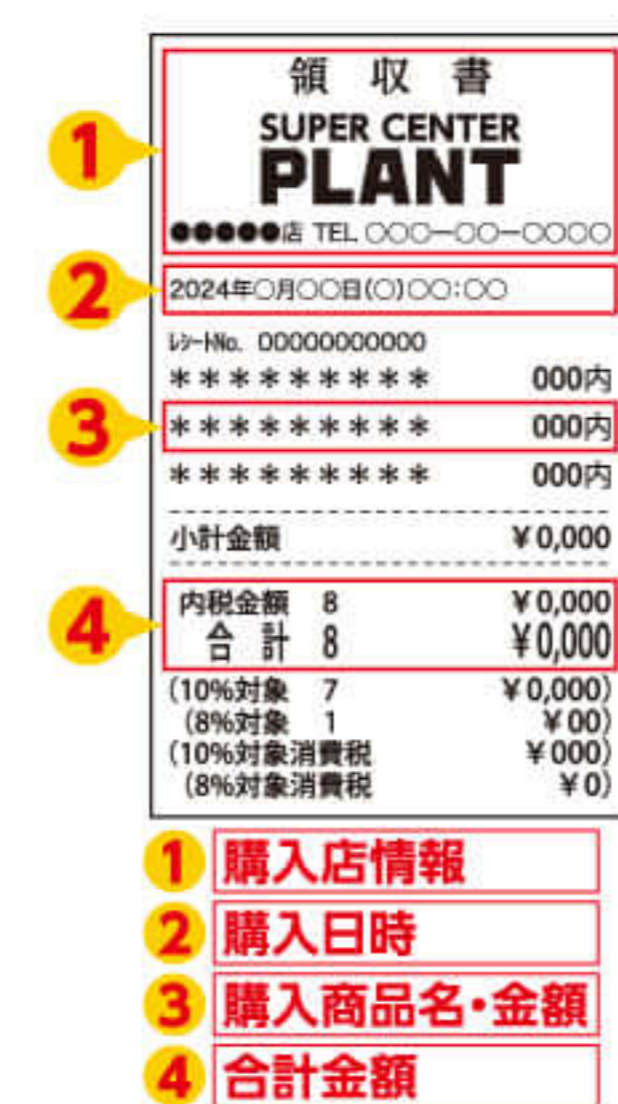 領収書
SUPER CENTER
PLANT
●●●●●店 TEL ○○○−○○−○○○○
2024年○月○○日(○)○○:○○
ﾚｼｰﾄNo. 00000000000
********* 000内
********* 000内
********* 000内
小計金額 ¥0,000
内税金額 8 ¥0,000
合 計 8 ¥0,000
(10%対象 7 ¥0,000)
(8%対象 1 ¥00)
(10%対象消費税 ¥000)
(8%対象消費税 ¥0)
1
2
3
4
1 購入店情報
2 購入日時
3 購入商品名・金額
4 合計金額